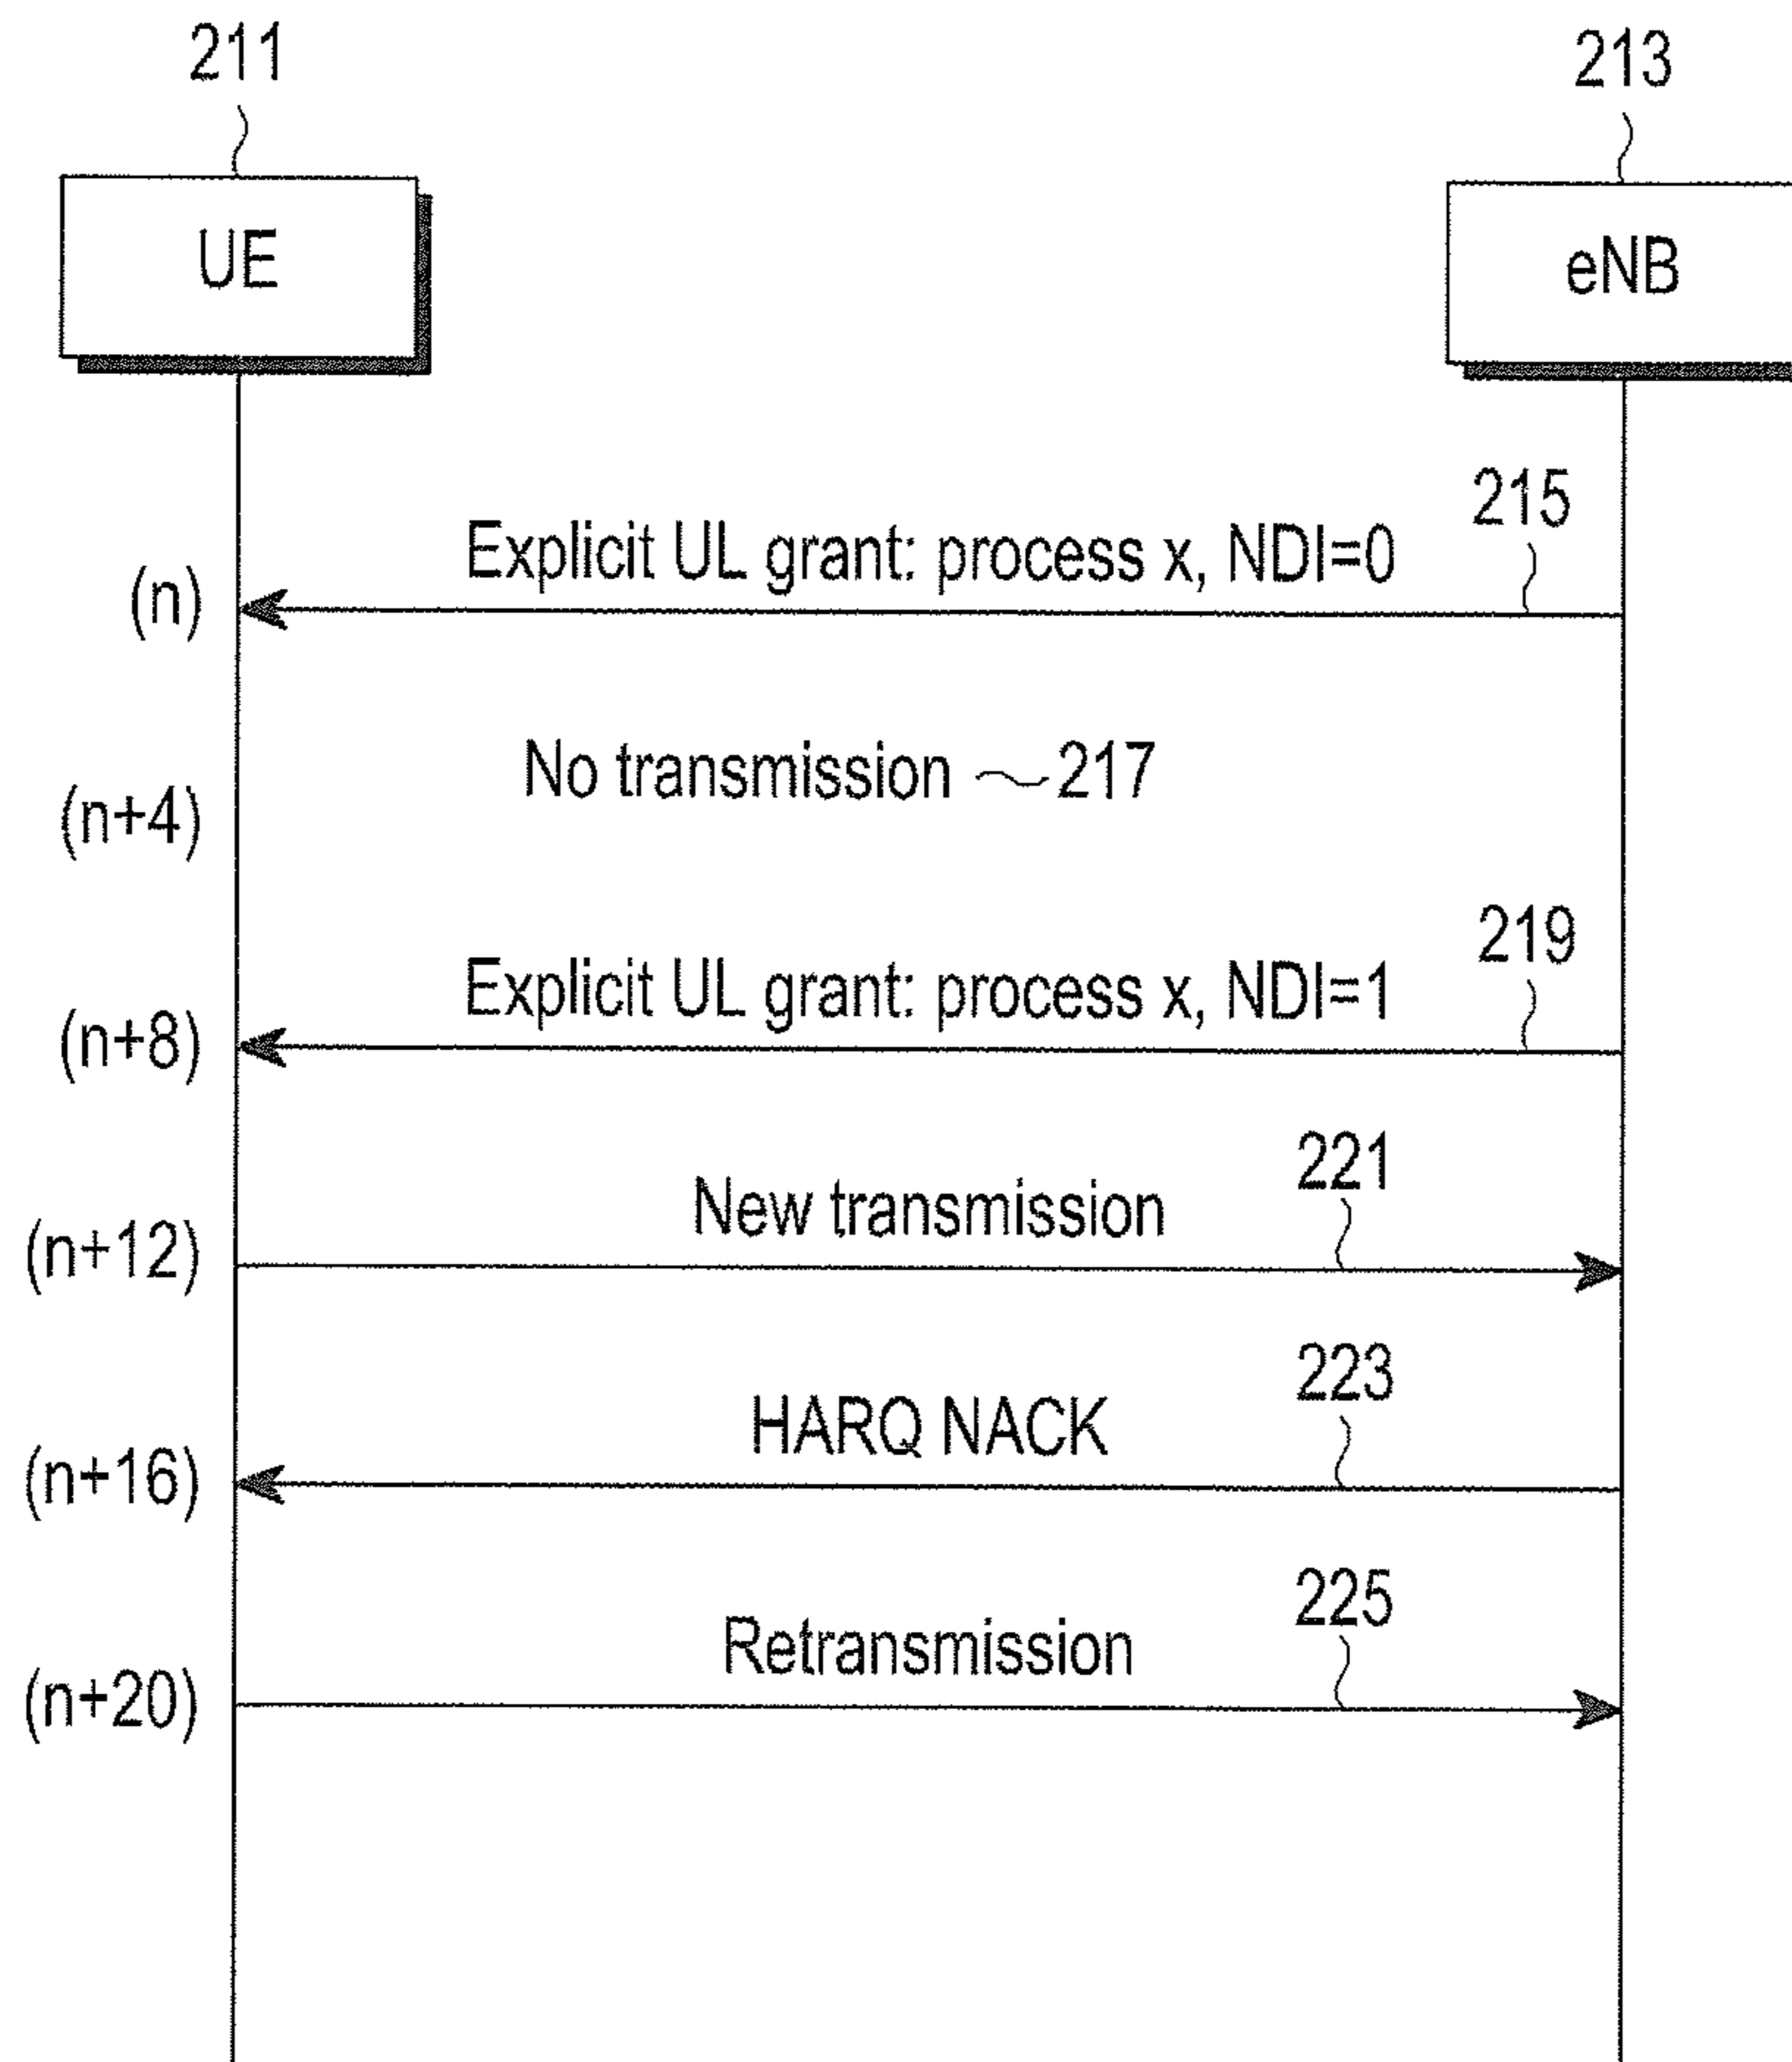 211
213
UE
eNB
215
Explicit UL grant: process x, NDI=0
(n)
No transmission 217
(n+4)
219
Explicit UL grant: process x, NDI=1
(n+8)
221
New transmission
(n+12)
223
HARQ NACK
(n+16)
225
Retransmission
(n+20)